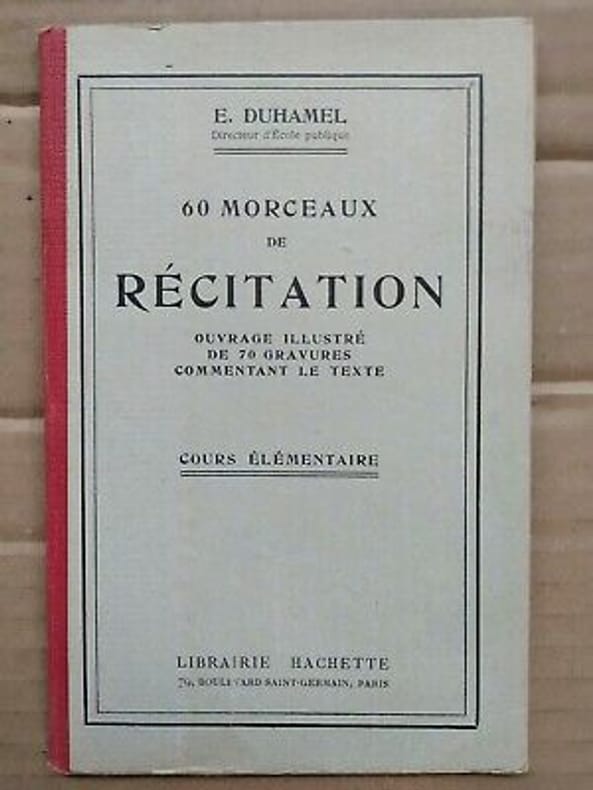 E. DUHAMEL
Directeur d'École publique
60 MORCEAUX
DE
RÉCITATION
OUVRAGE ILLUSTRÉ
DE 70 GRAVURES
COMMENTANT LE TEXTE
COURS ÉLÉMENTAIRE
LIBRAIRIE HACHETTE
79, BOULEVARD SAINT-GERMAIN, PARIS